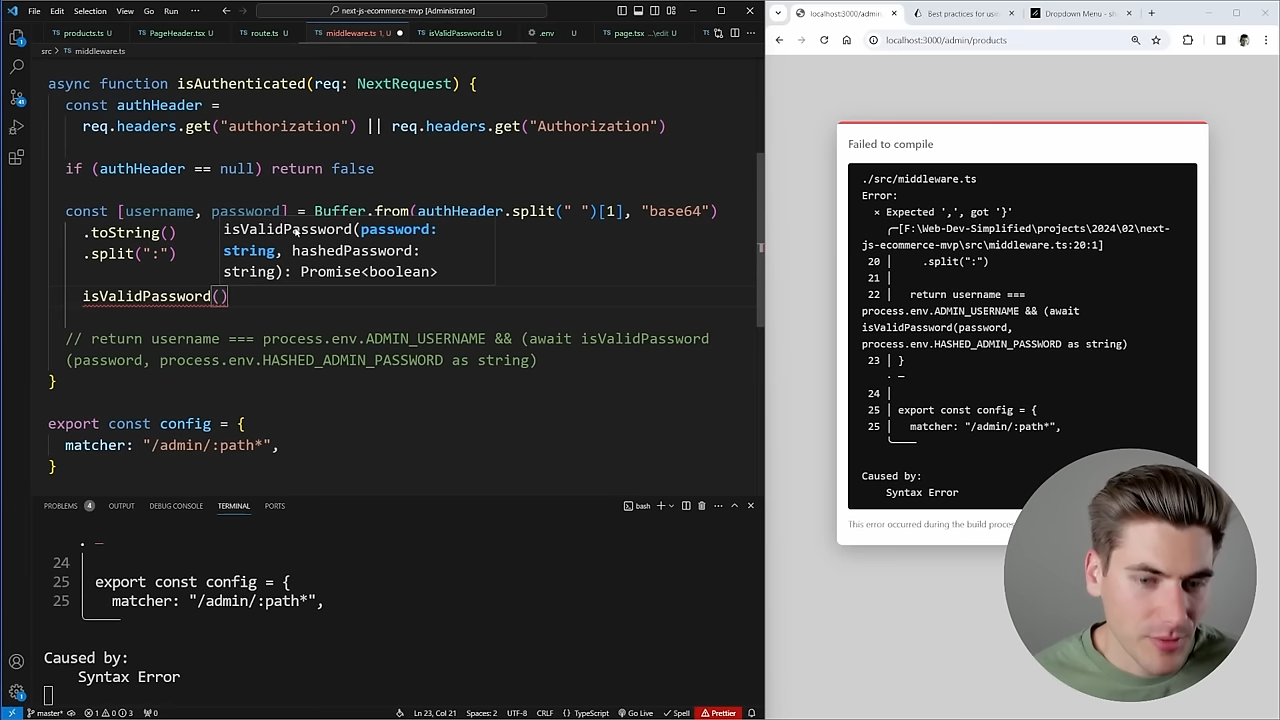 File Edit Selection View Go Run ··· next-js-ecommerce-mvp [Administrator]
products.ts PageHeader.tsx U route.ts U middleware.ts 1, U isValidPassword.ts U .env U page.tsx ...\edit U
src > middleware.ts
async function isAuthenticated(req: NextRequest) {
const authHeader =
req.headers.get("authorization") || req.headers.get("Authorization")
if (authHeader == null) return false
const [username, password] = Buffer.from(authHeader.split(" ")[1], "base64")
.toString()
.split(":")
isValidPassword(password:
string, hashedPassword:
string): Promise<boolean>
isValidPassword()
// return username === process.env.ADMIN_USERNAME && (await isValidPassword
(password, process.env.HASHED_ADMIN_PASSWORD as string)
}
export const config = {
matcher: "/admin/:path*",
}
PROBLEMS 4 OUTPUT DEBUG CONSOLE TERMINAL PORTS bash
24
25 export const config = {
25 matcher: "/admin/:path*",
Caused by:
Syntax Error
master* 1 0 3 0 Ln 23, Col 21 Spaces: 2 UTF-8 CRLF {} TypeScript Go Live Spell Prettier
localhost:3000/admin Best practices for usin Dropdown Menu - sh
localhost:3000/admin/products
Failed to compile
./src/middleware.ts
Error:
× Expected ',', got '}'
[F:\Web-Dev-Simplified\projects\2024\02\next-
js-ecommerce-mvp\src\middleware.ts:20:1]
20 | .split(":")
21 |
22 | return username ===
process.env.ADMIN_USERNAME && (await
isValidPassword(password,
process.env.HASHED_ADMIN_PASSWORD as string)
23 | }
24 |
25 | export const config = {
25 | matcher: "/admin/:path*",
Caused by:
Syntax Error
This error occurred during the build proces